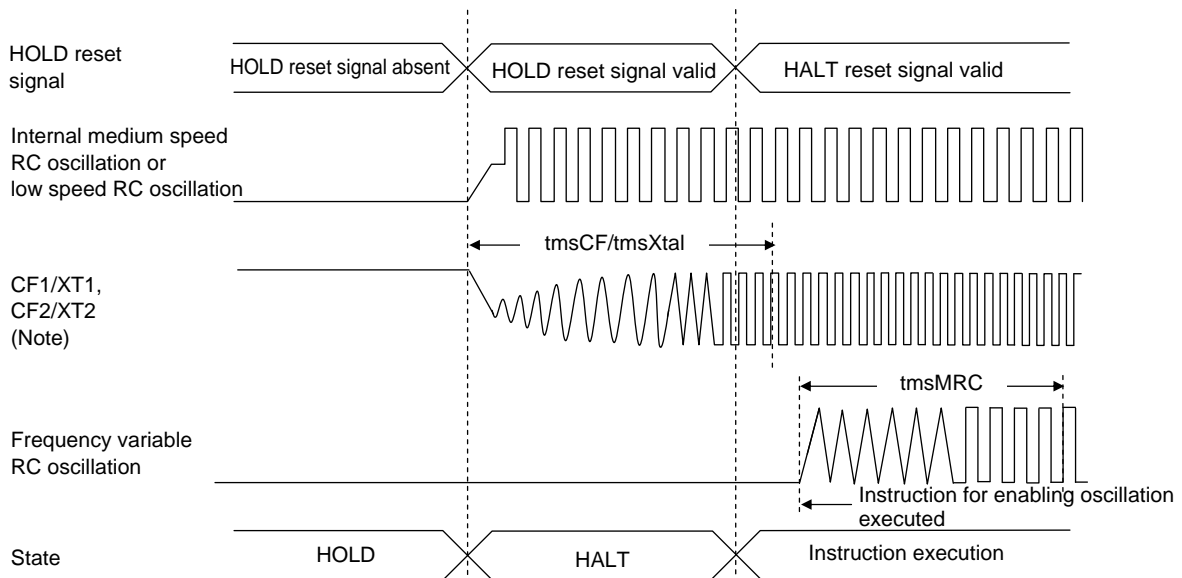 HOLD reset
signal
HOLD reset signal absent
HOLD reset signal valid
HALT reset signal valid
Internal medium speed
RC oscillation or
low speed RC oscillation
tmsCF/tmsXtal
CF1/XT1,
CF2/XT2
(Note)
tmsMRC
Frequency variable
RC oscillation
Instruction for enabling oscillation
executed
State
HOLD
HALT
Instruction execution